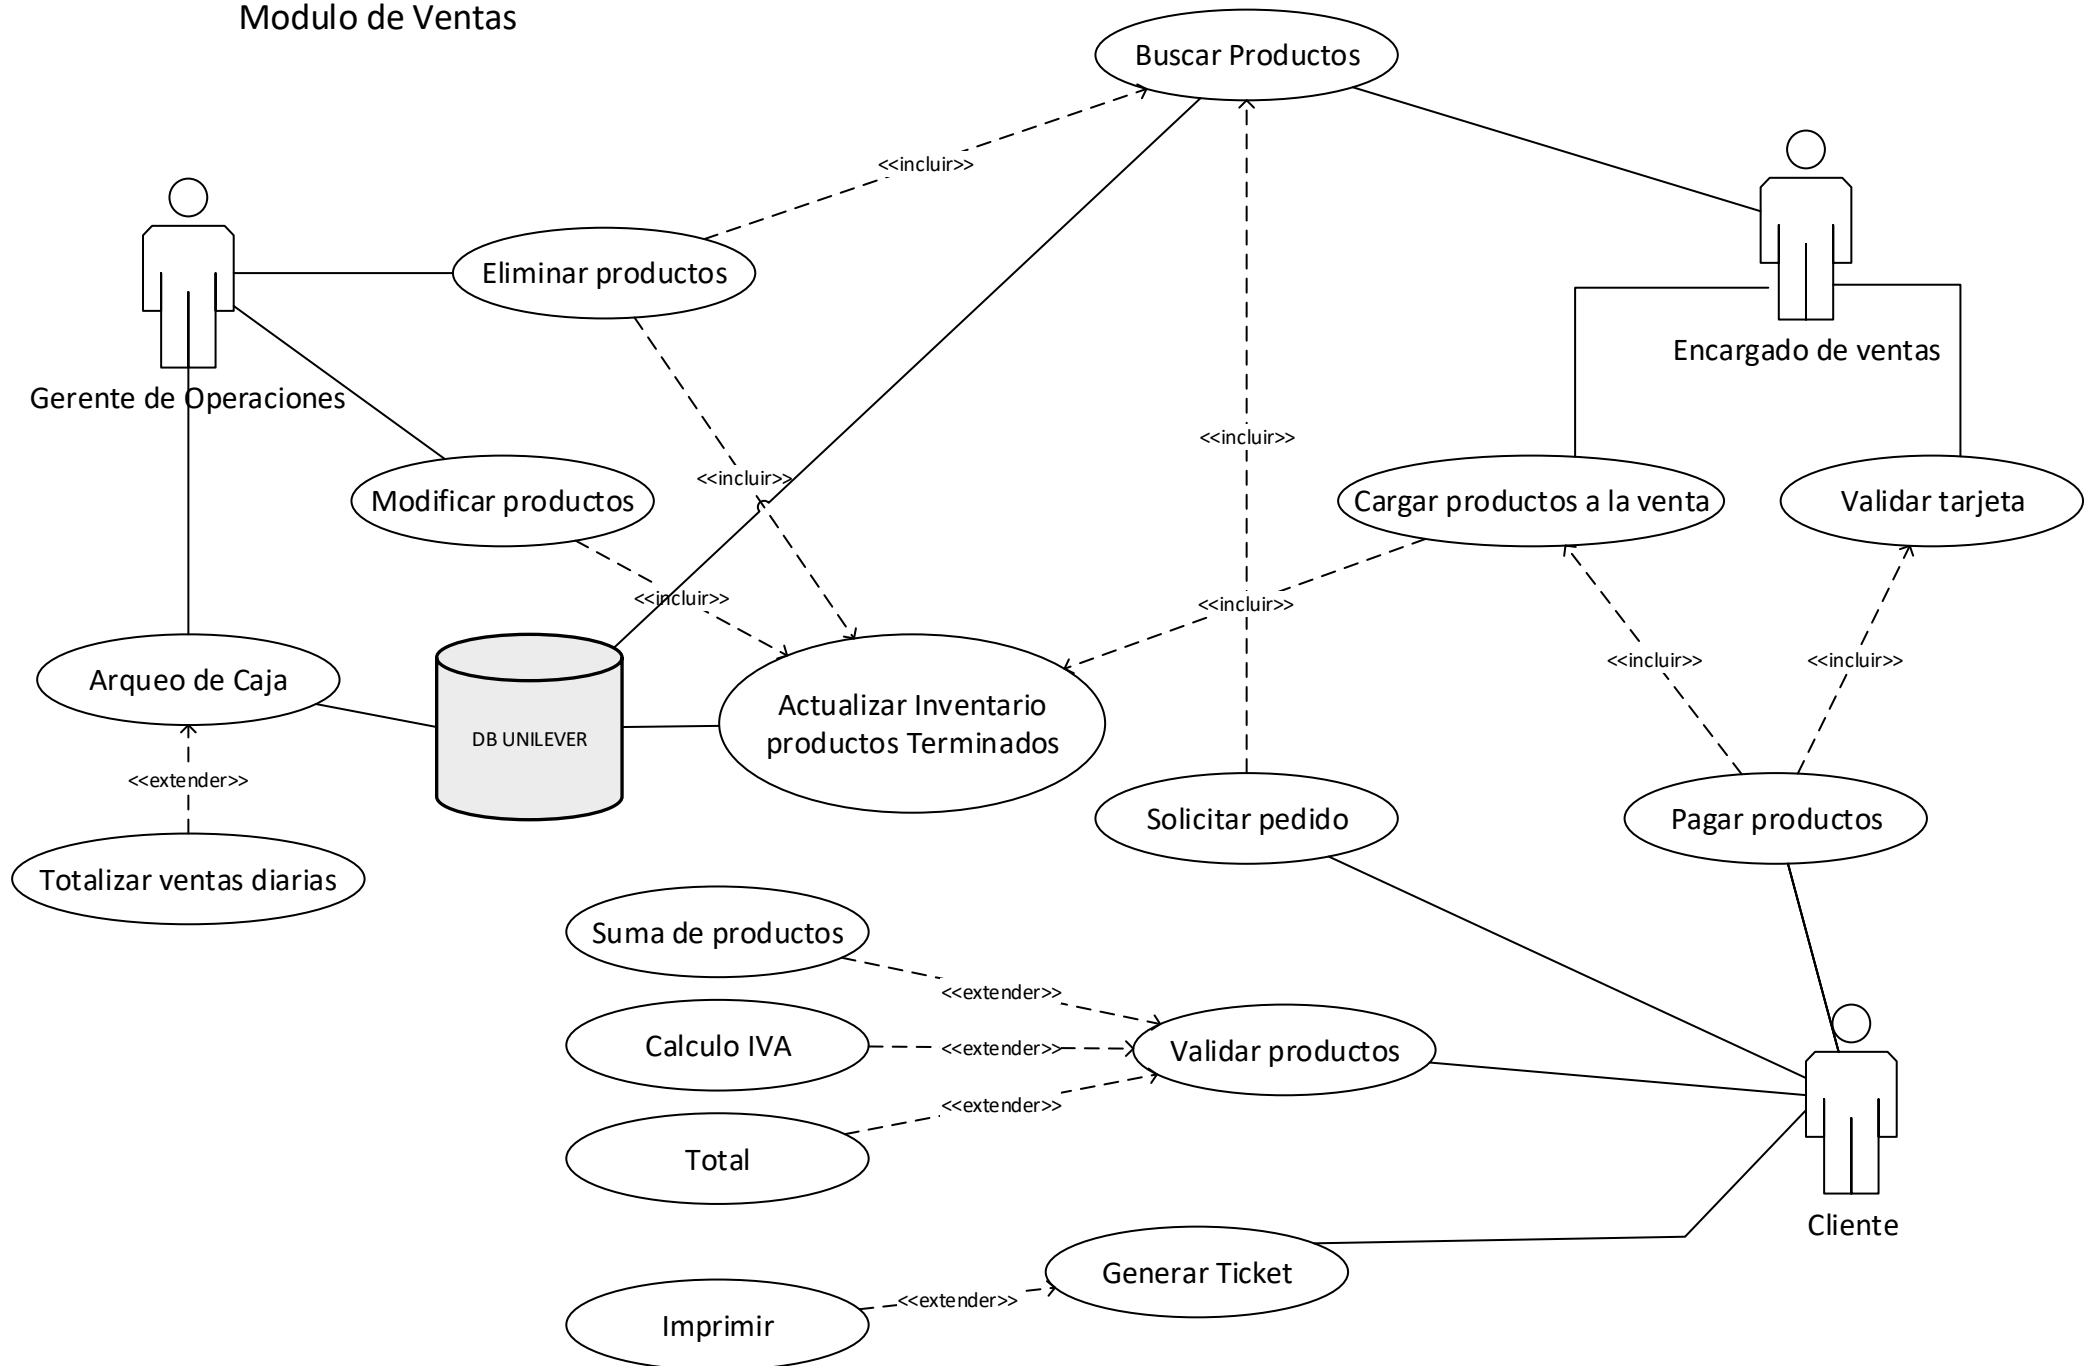 Modulo de Ventas
Buscar Productos
<<incluir>>
Eliminar productos
Encargado de ventas
Gerente de Operaciones
<<incluir>>
<<incluir>>
Modificar productos
Cargar productos a la venta
Validar tarjeta
<<incluir>>
<<incluir>>
<<incluir>>
<<incluir>>
Arqueo de Caja
Actualizar Inventario
productos Terminados
DB UNILEVER
<<extender>>
Solicitar pedido
Pagar productos
Totalizar ventas diarias
Suma de productos
<<extender>>
Calculo IVA
<<extender>>
Validar productos
<<extender>>
Total
Cliente
Generar Ticket
<<extender>>
Imprimir